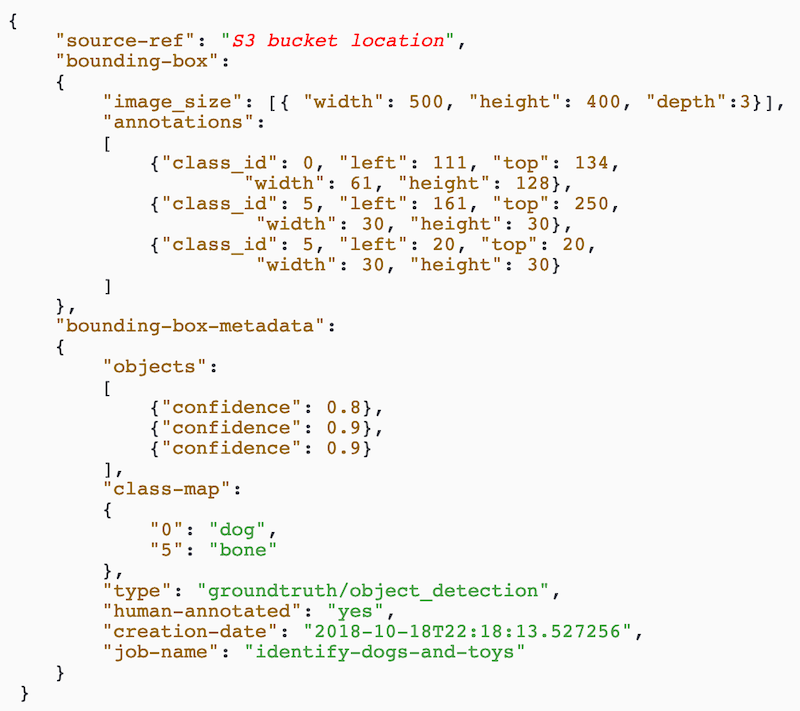 {
"source-ref": "S3 bucket location",
"bounding-box":
{
"image_size": [{ "width": 500, "height": 400, "depth":3}],
"annotations":
[
{"class_id": 0, "left": 111, "top": 134,
"width": 61, "height": 128},
{"class_id": 5, "left": 161, "top": 250,
"width": 30, "height": 30},
{"class_id": 5, "left": 20, "top": 20,
"width": 30, "height": 30}
]
},
"bounding-box-metadata":
{
"objects":
[
{"confidence": 0.8},
{"confidence": 0.9},
{"confidence": 0.9}
],
"class-map":
{
"0": "dog",
"5": "bone"
},
"type": "groundtruth/object_detection",
"human-annotated": "yes",
"creation-date": "2018-10-18T22:18:13.527256",
"job-name": "identify-dogs-and-toys"
}
}